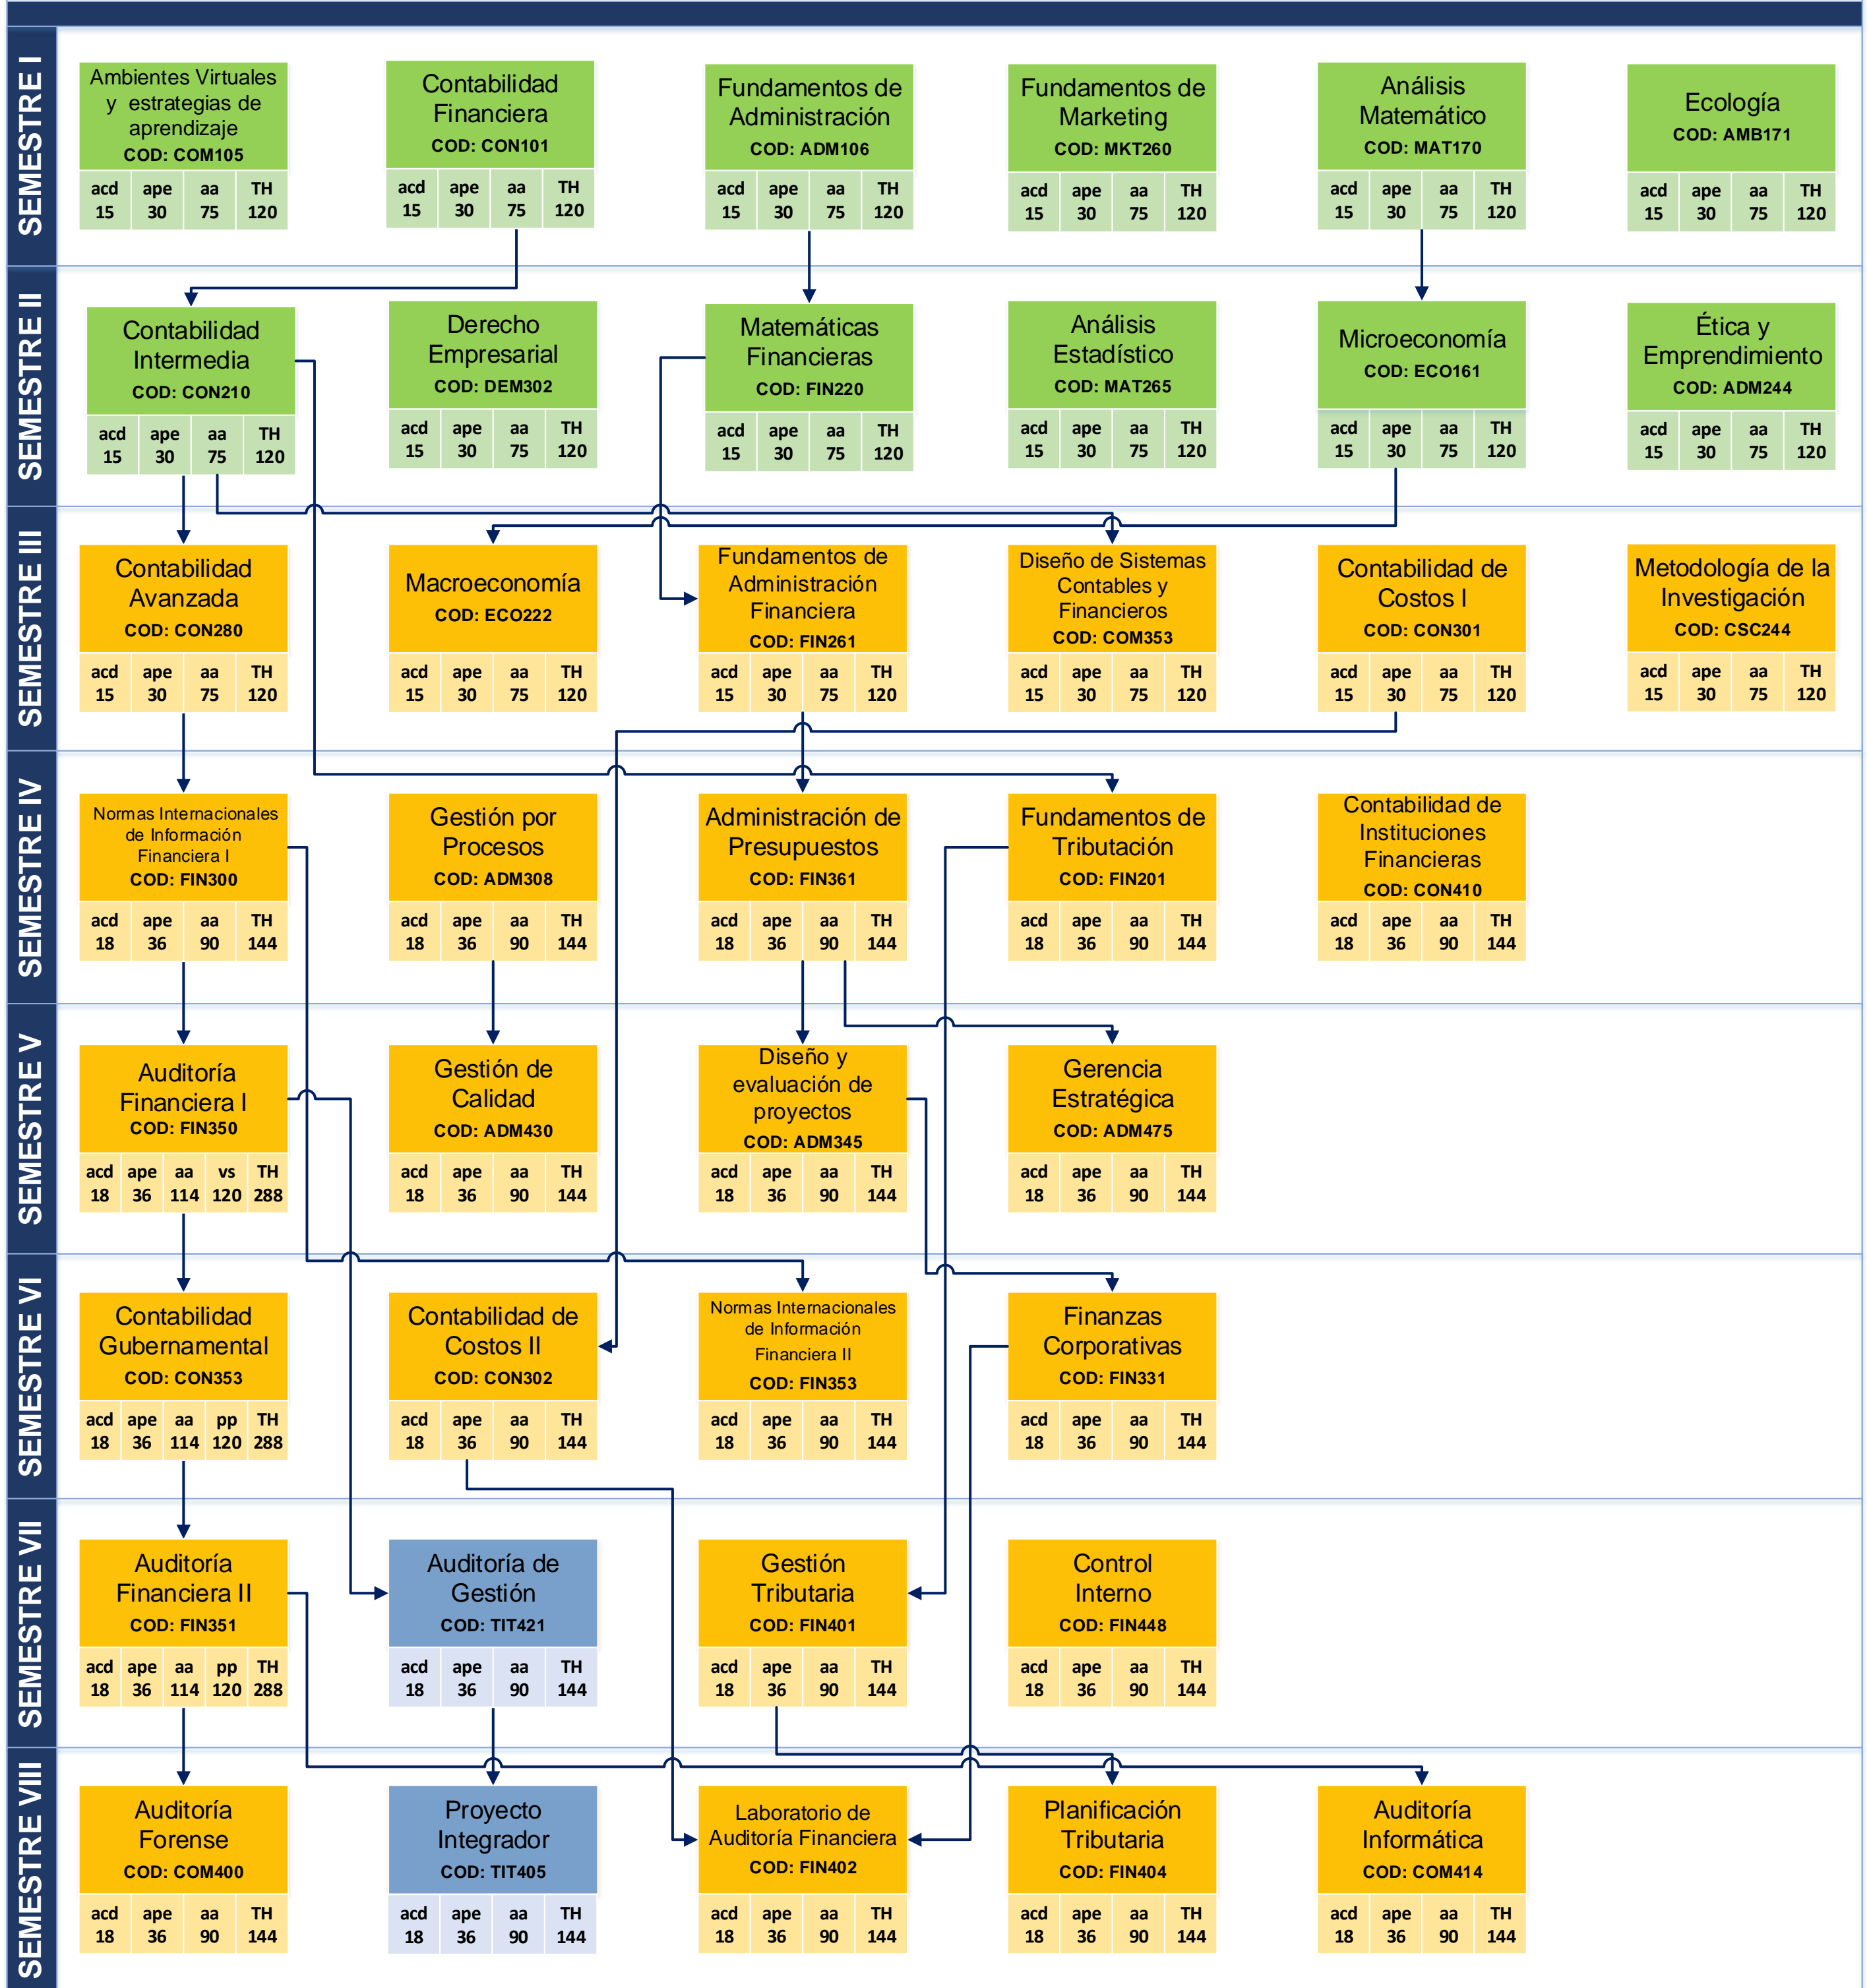 SEMESTRE I
Ambientes Virtuales
y estrategias de
aprendizaje
COD: COM105
acd ape aa TH
15 30 75 120
Contabilidad
Financiera
COD: CON101
acd ape aa TH
15 30 75 120
Fundamentos de
Administración
COD: ADM106
acd ape aa TH
15 30 75 120
Fundamentos de
Marketing
COD: MKT260
acd ape aa TH
15 30 75 120
Análisis
Matemático
COD: MAT170
acd ape aa TH
15 30 75 120
Ecología
COD: AMB171
acd ape aa TH
15 30 75 120
SEMESTRE II
Contabilidad
Intermedia
COD: CON210
acd ape aa TH
15 30 75 120
Derecho
Empresarial
COD: DEM302
acd ape aa TH
15 30 75 120
Matemáticas
Financieras
COD: FIN220
acd ape aa TH
15 30 75 120
Análisis
Estadístico
COD: MAT265
acd ape aa TH
15 30 75 120
Microeconomía
COD: ECO161
acd ape aa TH
15 30 75 120
Ética y
Emprendimiento
COD: ADM244
acd ape aa TH
15 30 75 120
SEMESTRE III
Contabilidad
Avanzada
COD: CON280
acd ape aa TH
15 30 75 120
Macroeconomía
COD: ECO222
acd ape aa TH
15 30 75 120
Fundamentos de
Administración
Financiera
COD: FIN261
acd ape aa TH
15 30 75 120
Diseño de Sistemas
Contables y
Financieros
COD: COM353
acd ape aa TH
15 30 75 120
Contabilidad de
Costos I
COD: CON301
acd ape aa TH
15 30 75 120
Metodología de la
Investigación
COD: CSC244
acd ape aa TH
15 30 75 120
SEMESTRE IV
Normas Internacionales
de Información
Financiera I
COD: FIN300
acd ape aa TH
18 36 90 144
Gestión por
Procesos
COD: ADM308
acd ape aa TH
18 36 90 144
Administración de
Presupuestos
COD: FIN361
acd ape aa TH
18 36 90 144
Fundamentos de
Tributación
COD: FIN201
acd ape aa TH
18 36 90 144
Contabilidad de
Instituciones
Financieras
COD: CON410
acd ape aa TH
18 36 90 144
SEMESTRE V
Auditoría
Financiera I
COD: FIN350
acd ape aa vs TH
18 36 114 120 288
Gestión de
Calidad
COD: ADM430
acd ape aa TH
18 36 90 144
Diseño y
evaluación de
proyectos
COD: ADM345
acd ape aa TH
18 36 90 144
Gerencia
Estratégica
COD: ADM475
acd ape aa TH
18 36 90 144
SEMESTRE VI
Contabilidad
Gubernamental
COD: CON353
acd ape aa pp TH
18 36 114 120 288
Contabilidad de
Costos II
COD: CON302
acd ape aa TH
18 36 90 144
Normas Internacionales
de Información
Financiera II
COD: FIN353
acd ape aa TH
18 36 90 144
Finanzas
Corporativas
COD: FIN331
acd ape aa TH
18 36 90 144
SEMESTRE VII
Auditoría
Financiera II
COD: FIN351
acd ape aa pp TH
18 36 114 120 288
Auditoría de
Gestión
COD: TIT421
acd ape aa TH
18 36 90 144
Gestión
Tributaria
COD: FIN401
acd ape aa TH
18 36 90 144
Control
Interno
COD: FIN448
acd ape aa TH
18 36 90 144
SEMESTRE VIII
Auditoría
Forense
COD: COM400
acd ape aa TH
18 36 90 144
Proyecto
Integrador
COD: TIT405
acd ape aa TH
18 36 90 144
Laboratorio de
Auditoría Financiera
COD: FIN402
acd ape aa TH
18 36 90 144
Planificación
Tributaria
COD: FIN404
acd ape aa TH
18 36 90 144
Auditoría
Informática
COD: COM414
acd ape aa TH
18 36 90 144